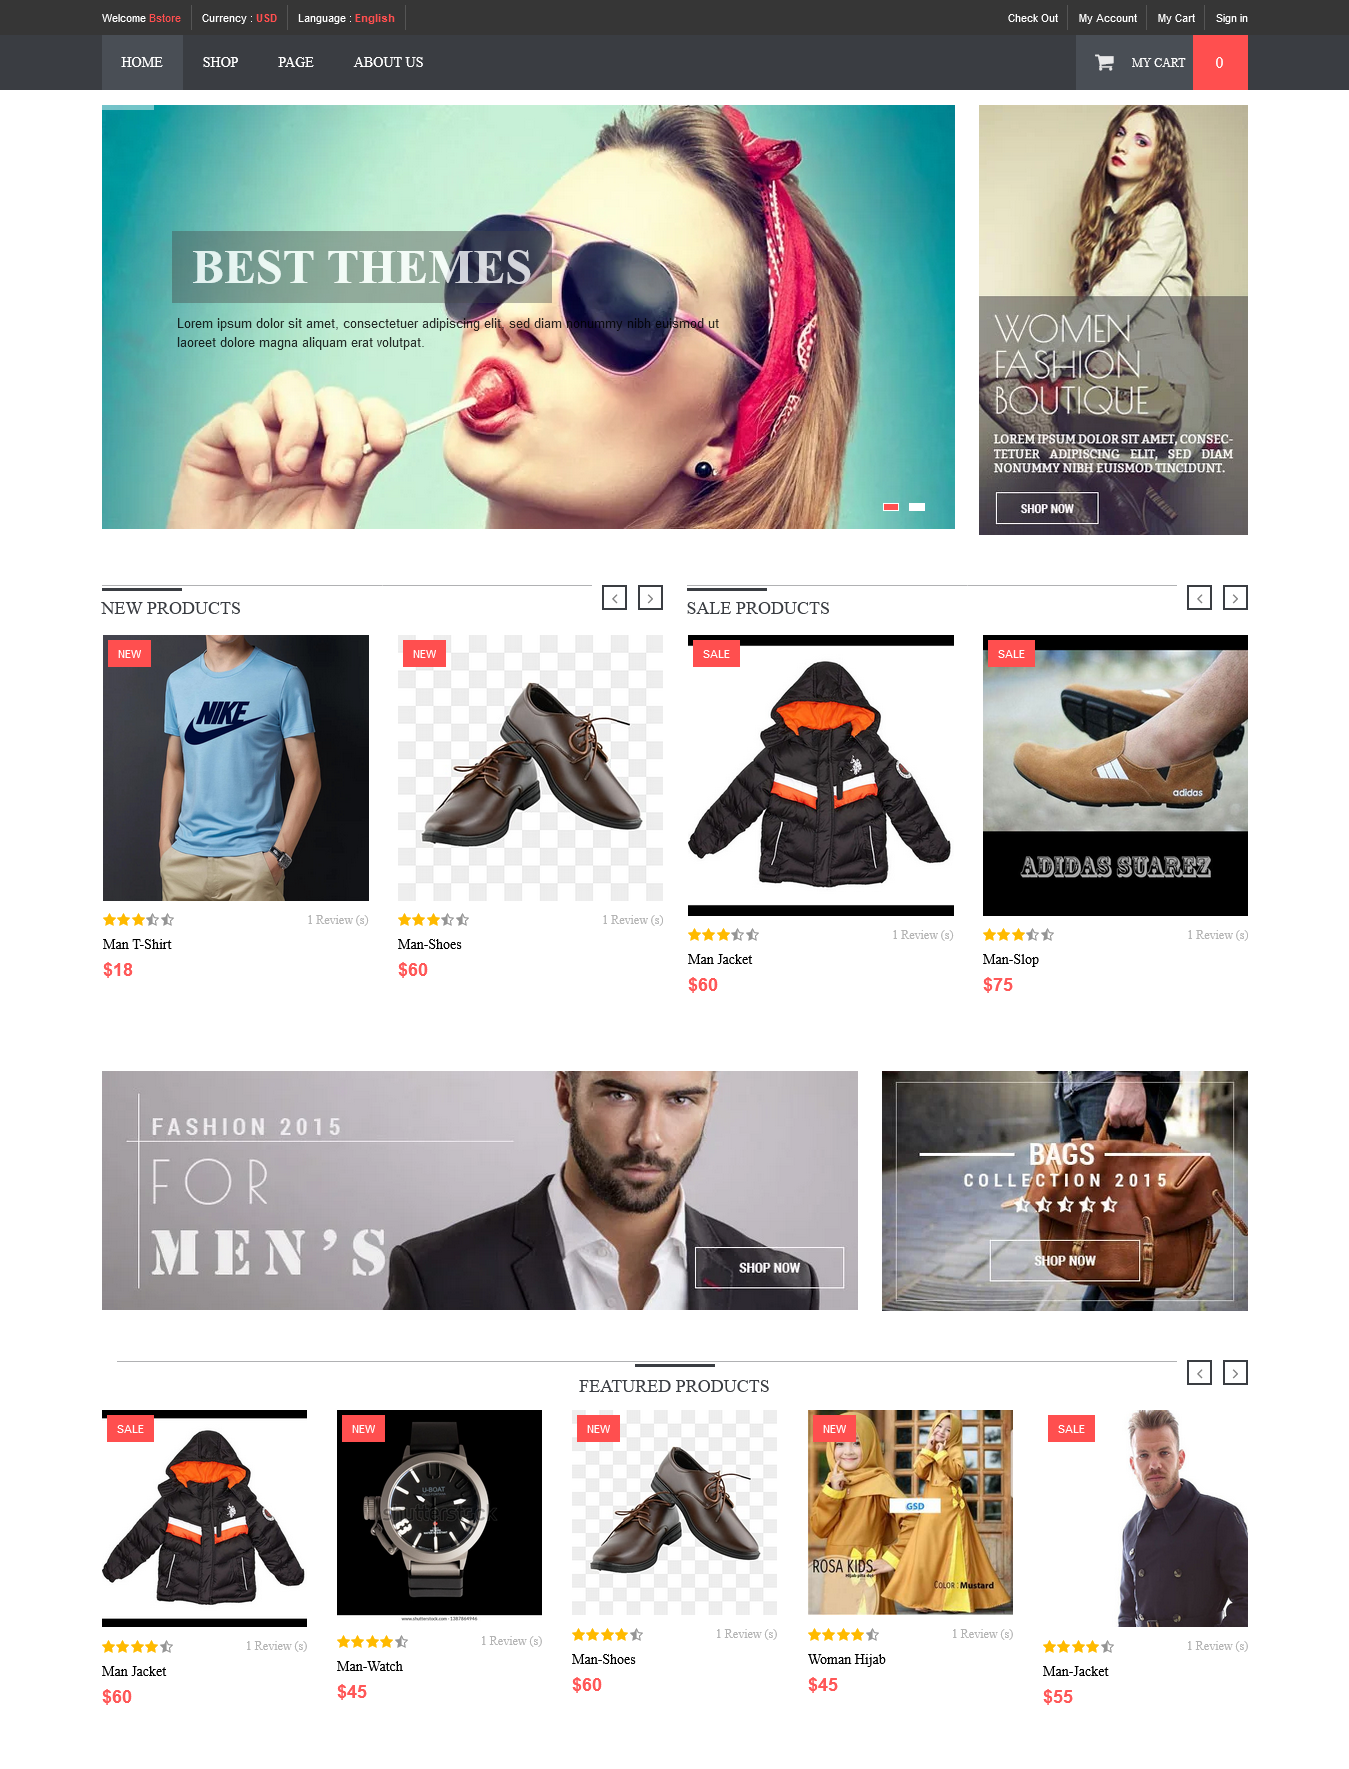 Welcome Bstore Currency : USD Language : English Check Out My Account My Cart Sign in
HOME SHOP PAGE ABOUT US MY CART 0
BEST THEMES
Lorem ipsum dolor sit amet, consectetuer adipiscing elit, sed diam nonummy nibh euismod ut
laoreet dolore magna aliquam erat volutpat.
WOMEN
FASHION
BOUTIQUE
LOREM IPSUM DOLOR SIT AMET, CONSEC-
TETUER ADIPISCING ELIT, SED DIAM
NONUMMY NIBH EUISMOD TINCIDUNT.
SHOP NOW
NEW PRODUCTS
NEW
NIKE
1 Review (s)
Man T-Shirt
$18
NEW
1 Review (s)
Man-Shoes
$60
SALE PRODUCTS
SALE
1 Review (s)
Man Jacket
$60
SALE
adidas
ADIDAS SUAREZ
1 Review (s)
Man-Slop
$75
FASHION 2015
FOR
MEN'S
SHOP NOW
BAGS
COLLECTION 2015
SHOP NOW
FEATURED PRODUCTS
SALE
1 Review (s)
Man Jacket
$60
NEW
U-BOAT
shutterstock
www.shutterstock.com · 1387864946
1 Review (s)
Man-Watch
$45
NEW
1 Review (s)
Man-Shoes
$60
NEW
GSD
ROSA KIDS
Color : Mustard
1 Review (s)
Woman Hijab
$45
SALE
1 Review (s)
Man-Jacket
$55